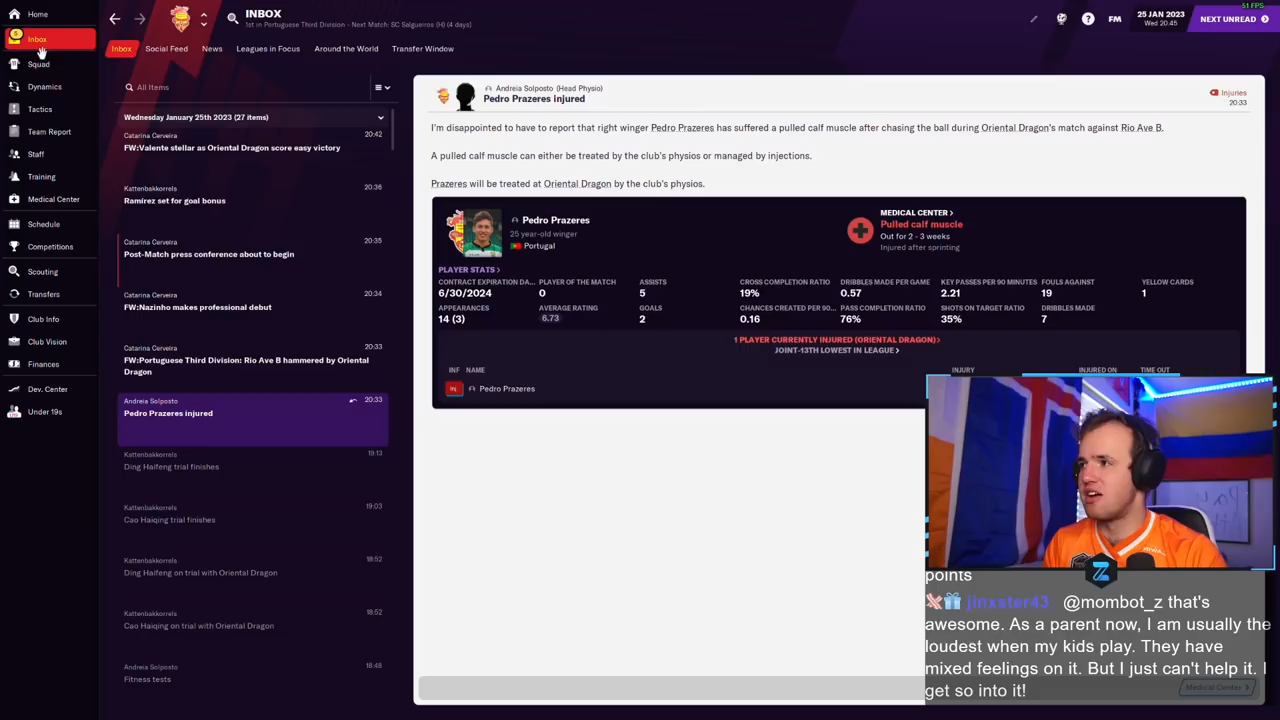 Home
INBOX
1st in Portuguese Third Division - Next Match: SC Salgueiros (H) (4 days)
FM
25 JAN 2023
Wed 20:45
NEXT UNREAD
51 FPS
5
Inbox
Squad
Dynamics
Tactics
Team Report
Staff
Training
Medical Center
Schedule
Competitions
Scouting
Transfers
Club Info
Club Vision
Finances
Dev. Center
Under 19s
Inbox
Social Feed
News
Leagues in Focus
Around the World
Transfer Window
All Items
Wednesday January 25th 2023 (27 items)
Catarina Cerveira
20:42
FW:Valente stellar as Oriental Dragon score easy victory
Kattenbakkorrels
20:36
Ramírez set for goal bonus
Catarina Cerveira
20:35
Post-Match press conference about to begin
Catarina Cerveira
20:34
FW:Nazinho makes professional debut
Catarina Cerveira
20:33
FW:Portuguese Third Division: Rio Ave B hammered by Oriental
Dragon
Andreia Solposto
20:33
Pedro Prazeres injured
Kattenbakkorrels
19:13
Ding Haifeng trial finishes
Kattenbakkorrels
19:03
Cao Haiqing trial finishes
Kattenbakkorrels
18:52
Ding Haifeng on trial with Oriental Dragon
Kattenbakkorrels
18:52
Cao Haiqing on trial with Oriental Dragon
Andreia Solposto
18:48
Fitness tests
Andreia Solposto (Head Physio)
Pedro Prazeres injured
Injuries
20:33
I'm disappointed to have to report that right winger Pedro Prazeres has suffered a pulled calf muscle after chasing the ball during Oriental Dragon's match against Rio Ave B.
A pulled calf muscle can either be treated by the club's physios or managed by injections.
Prazeres will be treated at Oriental Dragon by the club's physios.
Pedro Prazeres
25 year-old winger
Portugal
MEDICAL CENTER >
Pulled calf muscle
Out for 2 - 3 weeks
Injured after sprinting
PLAYER STATS >
CONTRACT EXPIRATION DA... PLAYER OF THE MATCH ASSISTS CROSS COMPLETION RATIO DRIBBLES MADE PER GAME KEY PASSES PER 90 MINUTES FOULS AGAINST YELLOW CARDS
6/30/2024 0 5 19% 0.57 2.21 19 1
APPEARANCES AVERAGE RATING GOALS CHANCES CREATED PER 90... PASS COMPLETION RATIO SHOTS ON TARGET RATIO DRIBBLES MADE
14 (3) 6.73 2 0.16 76% 35% 7
1 PLAYER CURRENTLY INJURED (ORIENTAL DRAGON)>
JOINT-13TH LOWEST IN LEAGUE >
INF NAME INJURY INJURED ON TIME OUT
Inj Pedro Prazeres
points
jinxster43 @mombot_z that's
awesome. As a parent now, I am usually the
loudest when my kids play. They have
mixed feelings on it. But I just can't help it. I
get so into it!
Medical Center >